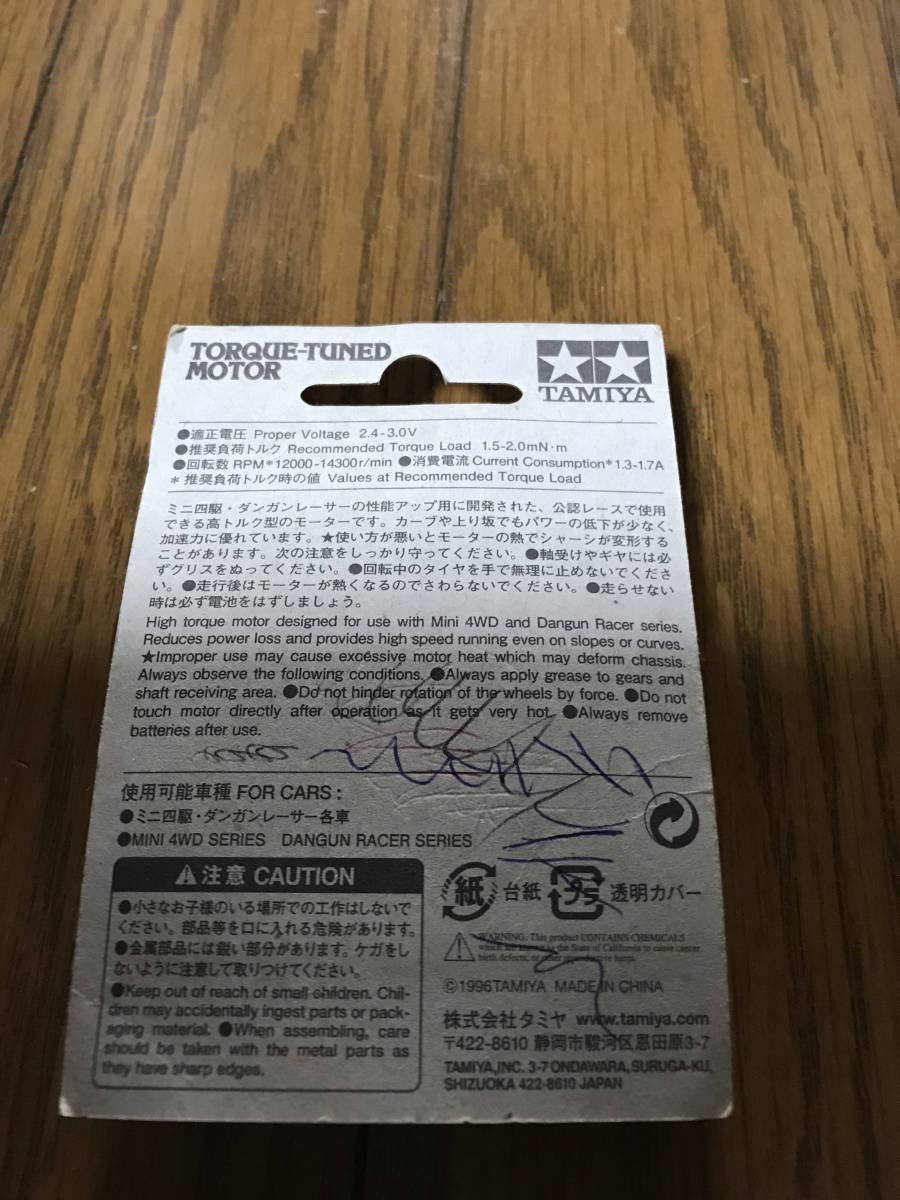 TORQUE-TUNED
MOTOR
TAMIYA
●適正電圧 Proper Voltage 2.4-3.0V
●推奨負荷トルク Recommended Torque Load 1.5-2.0mN·m
●回転数 RPM*12000-14300r/min ●消費電流 Current Consumption*1.3-1.7A
* 推奨負荷トルク時の値 Values at Recommended Torque Load
ミニ四駆・ダンガンレーサーの性能アップ用に開発された、公認レースで使用
できる高トルク型のモーターです。カーブや上り坂でもパワーの低下が少なく、
加速力に優れています。★使い方が悪いとモーターの熱でシャーシが変形する
ことがあります。次の注意をしっかり守ってください。●軸受けやギヤには必
ずグリスをぬってください。●回転中のタイヤを手で無理に止めないでくださ
い。●走行後はモーターが熱くなるのでさわらないでください。●走らせない
時は必ず電池をはずしましょう。
High torque motor designed for use with Mini 4WD and Dangun Racer series.
Reduces power loss and provides high speed running even on slopes or curves.
★Improper use may cause excessive motor heat which may deform chassis.
Always observe the following conditions. ●Always apply grease to gears and
shaft receiving area. ●Do not hinder rotation of the wheels by force. ●Do not
touch motor directly after operation as it gets very hot. ●Always remove
batteries after use.
使用可能車種 FOR CARS :
●ミニ四駆・ダンガンレーサー各車
●MINI 4WD SERIES DANGUN RACER SERIES
注意 CAUTION
●小さなお子様のいる場所での工作はしないで
ください。部品等を口に入れる危険があります。
●金属部品には鋭い部分があります。ケガをし
ないように注意して取りつけてください。
●Keep out of reach of small children. Chil-
dren may accidentally ingest parts or pack-
aging material. ●When assembling, care
should be taken with the metal parts as
they have sharp edges.
紙 台紙 プラ 透明カバー
WARNING: This product CONTAINS CHEMICALS
which are known to the State of California to cause cancer,
birth defects, or other reproductive harm.
©1996TAMIYA MADE IN CHINA
株式会社タミヤ www.tamiya.com
〒422-8610 静岡市駿河区恩田原3-7
TAMIYA,INC. 3-7 ONDAWARA, SURUGA-KU,
SHIZUOKA 422-8610 JAPAN